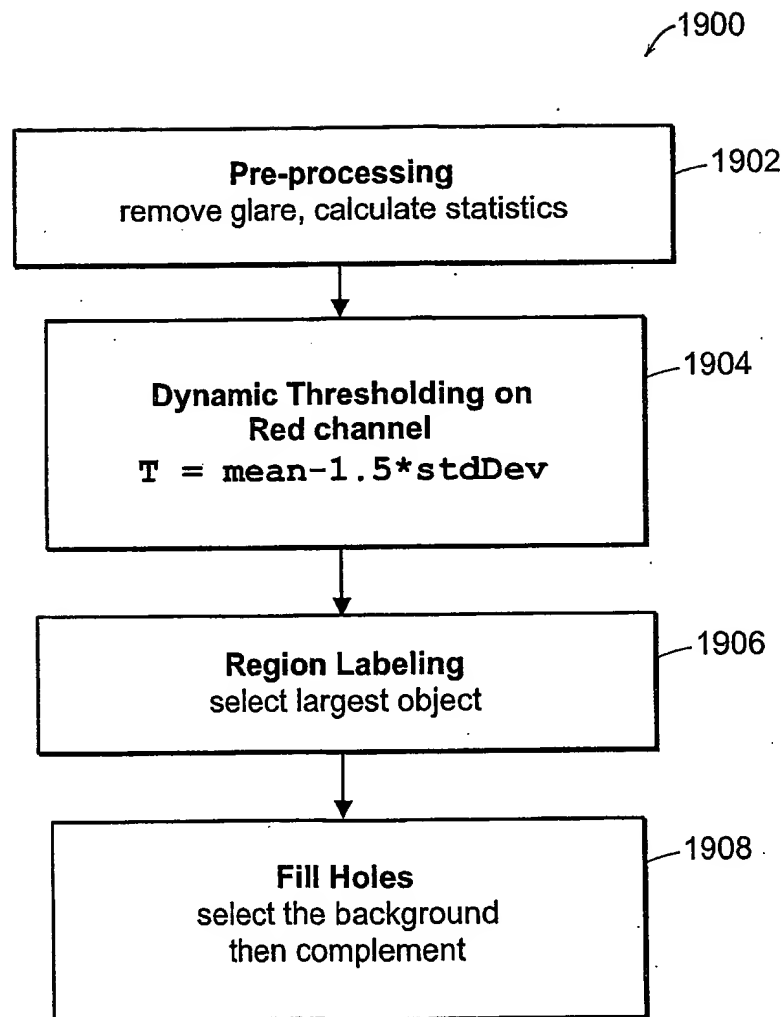 1900
Pre-processing
remove glare, calculate statistics
1902
Dynamic Thresholding on
Red channel
T = mean-1.5*stdDev
1904
Region Labeling
select largest object
1906
Fill Holes
select the background
then complement
1908